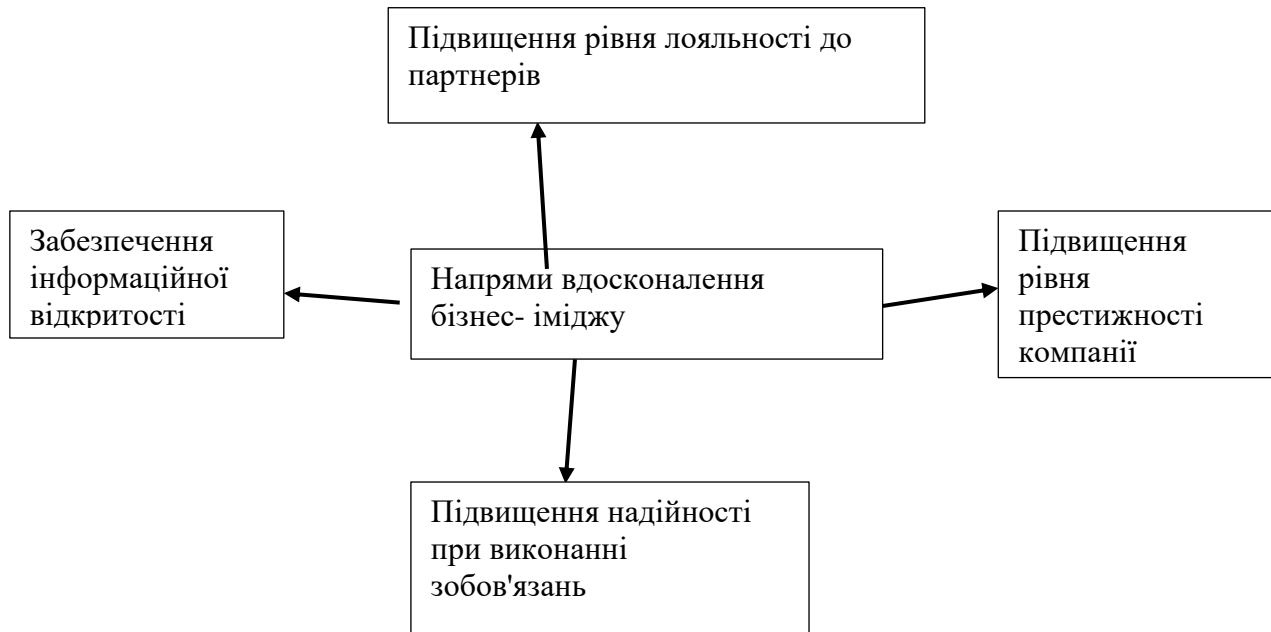 Підвищення рівня лояльності до
партнерів
Забезпечення
інформаційної
відкритості
Напрями вдосконалення
бізнес- іміджу
Підвищення
рівня
престижності
компанії
Підвищення надійності
при виконанні
зобов'язань